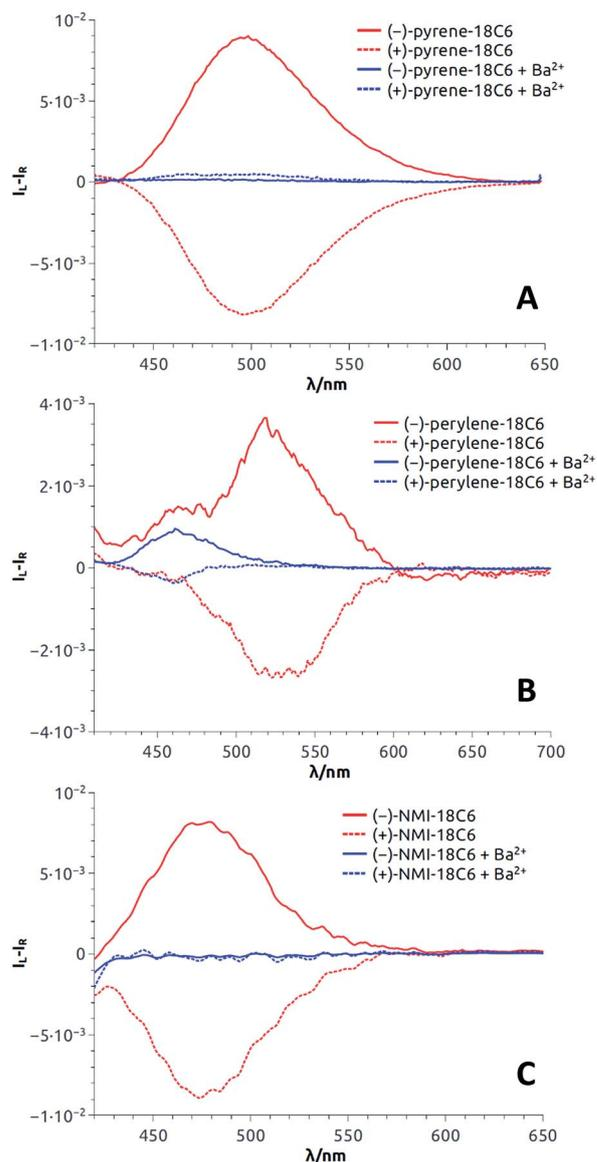 10⁻²
(−)-pyrene-18C6
(+)-pyrene-18C6
(−)-pyrene-18C6 + Ba²⁺
(+)-pyrene-18C6 + Ba²⁺
5·10⁻³
0
−5·10⁻³
−1·10⁻²
I_L-I_R
A
450 500 550 600 650
λ/nm
4·10⁻³
(−)-perylene-18C6
(+)-perylene-18C6
(−)-perylene-18C6 + Ba²⁺
(+)-perylene-18C6 + Ba²⁺
2·10⁻³
0
−2·10⁻³
−4·10⁻³
I_L-I_R
B
450 500 550 600 650 700
λ/nm
10⁻²
(−)-NMI-18C6
(+)-NMI-18C6
(−)-NMI-18C6 + Ba²⁺
(+)-NMI-18C6 + Ba²⁺
5·10⁻³
0
−5·10⁻³
−1·10⁻²
I_L-I_R
C
450 500 550 600 650
λ/nm